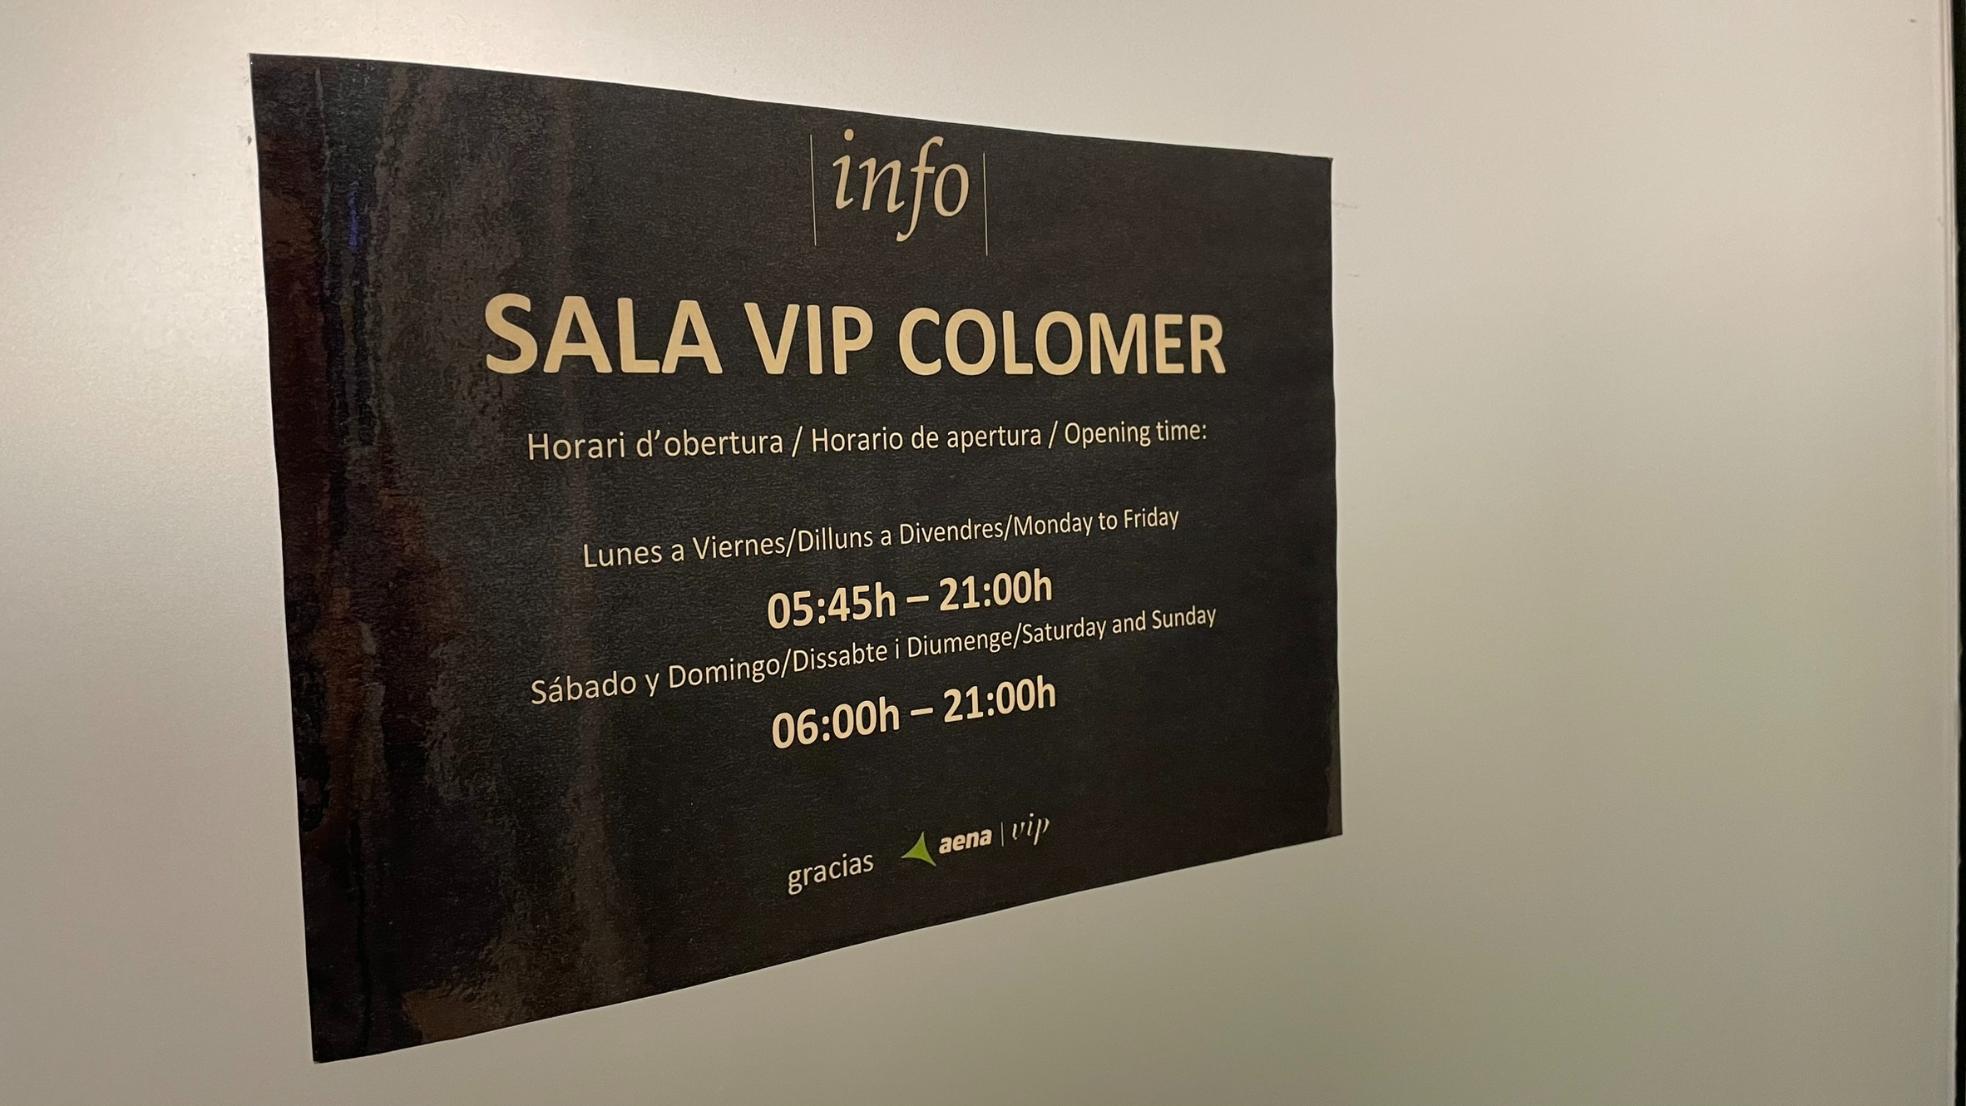 info
SALA VIP COLOMER
Horari d’obertura / Horario de apertura / Opening time:
Lunes a Viernes/Dilluns a Divendres/Monday to Friday
05:45h – 21:00h
Sábado y Domingo/Dissabte i Diumenge/Saturday and Sunday
06:00h – 21:00h
gracias aena | vip